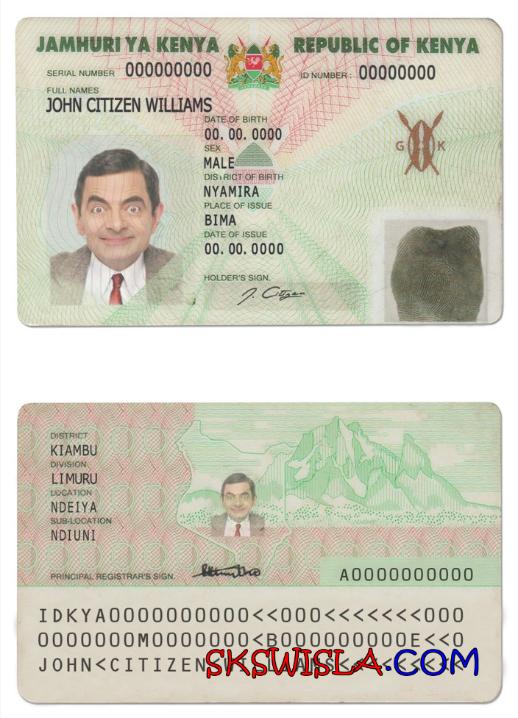 JAMHURI YA KENYA REPUBLIC OF KENYA
SERIAL NUMBER 000000000 ID NUMBER: 00000000
FULL NAMES
JOHN CITIZEN WILLIAMS
DATE OF BIRTH
00. 00. 0000
SEX
MALE
DISTRICT OF BIRTH
NYAMIRA
PLACE OF ISSUE
BIMA
DATE OF ISSUE
00. 00. 0000
HOLDER'S SIGN.
J. Citizen
G K
DISTRICT
KIAMBU
DIVISION
LIMURU
LOCATION
NDEIYA
SUB-LOCATION
NDIUNI
PRINCIPAL REGISTRAR'S SIGN.
A0000000000
IDKYA0000000000<<000<<<<<<<000
0000000M0000000<B0000000000E<<0
JOHN<CITIZEN<WILLIAMS<<<<<<<<<
SKSWISLA.COM